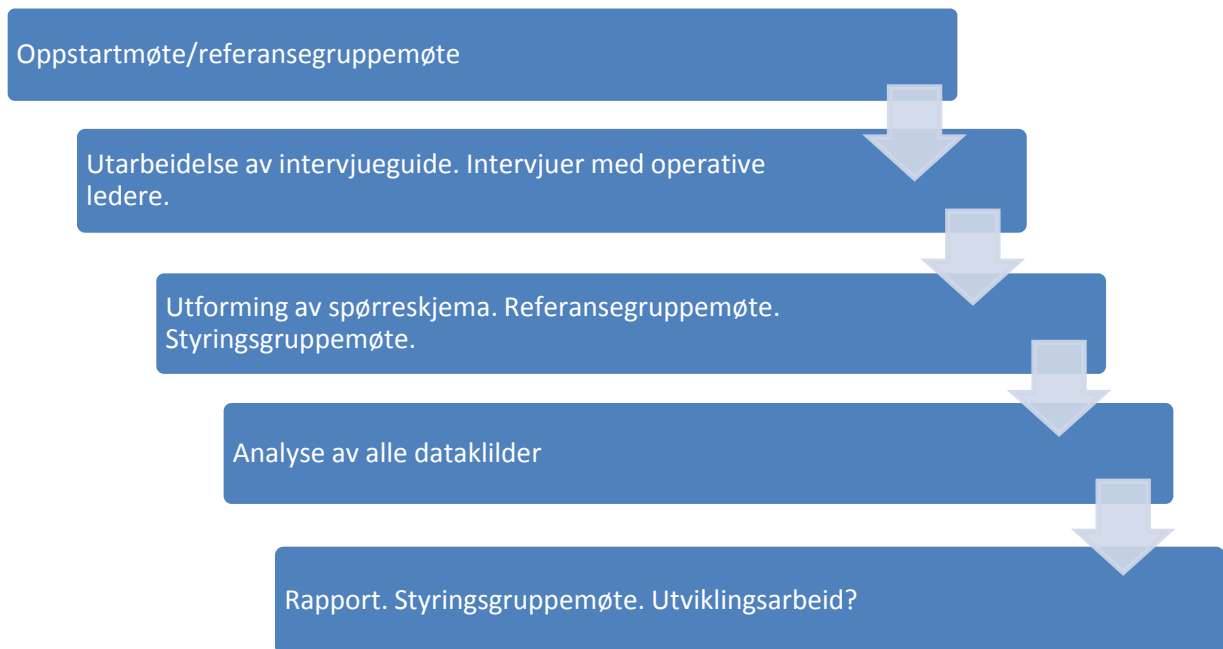 Oppstartmøte/referansegruppemøte
Utarbeidelse av intervjueguide. Intervjuer med operative
ledere.
Utforming av spørreskjema. Referansegruppemøte.
Styringsgruppemøte.
Analyse av alle dataklilder
Rapport. Styringsgruppemøte. Utviklingsarbeid?